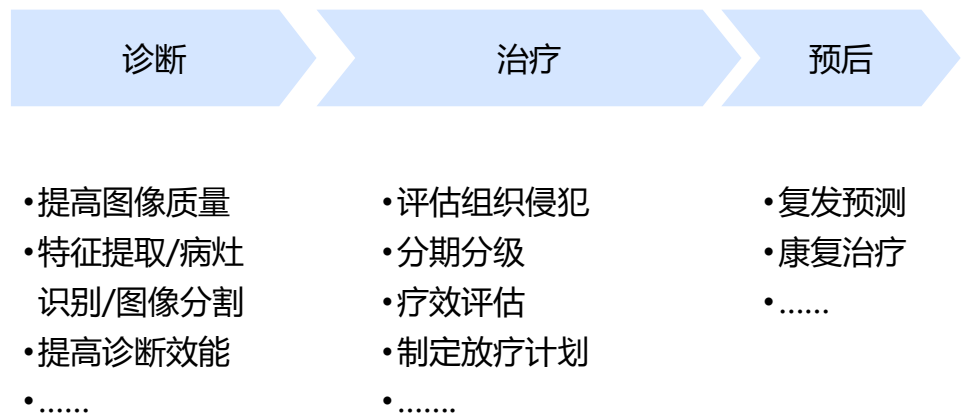 诊断
治疗
预后
•提高图像质量
•特征提取/病灶
识别/图像分割
•提高诊断效能
•......
•评估组织侵犯
•分期分级
•疗效评估
•制定放疗计划
•.......
•复发预测
•康复治疗
•......